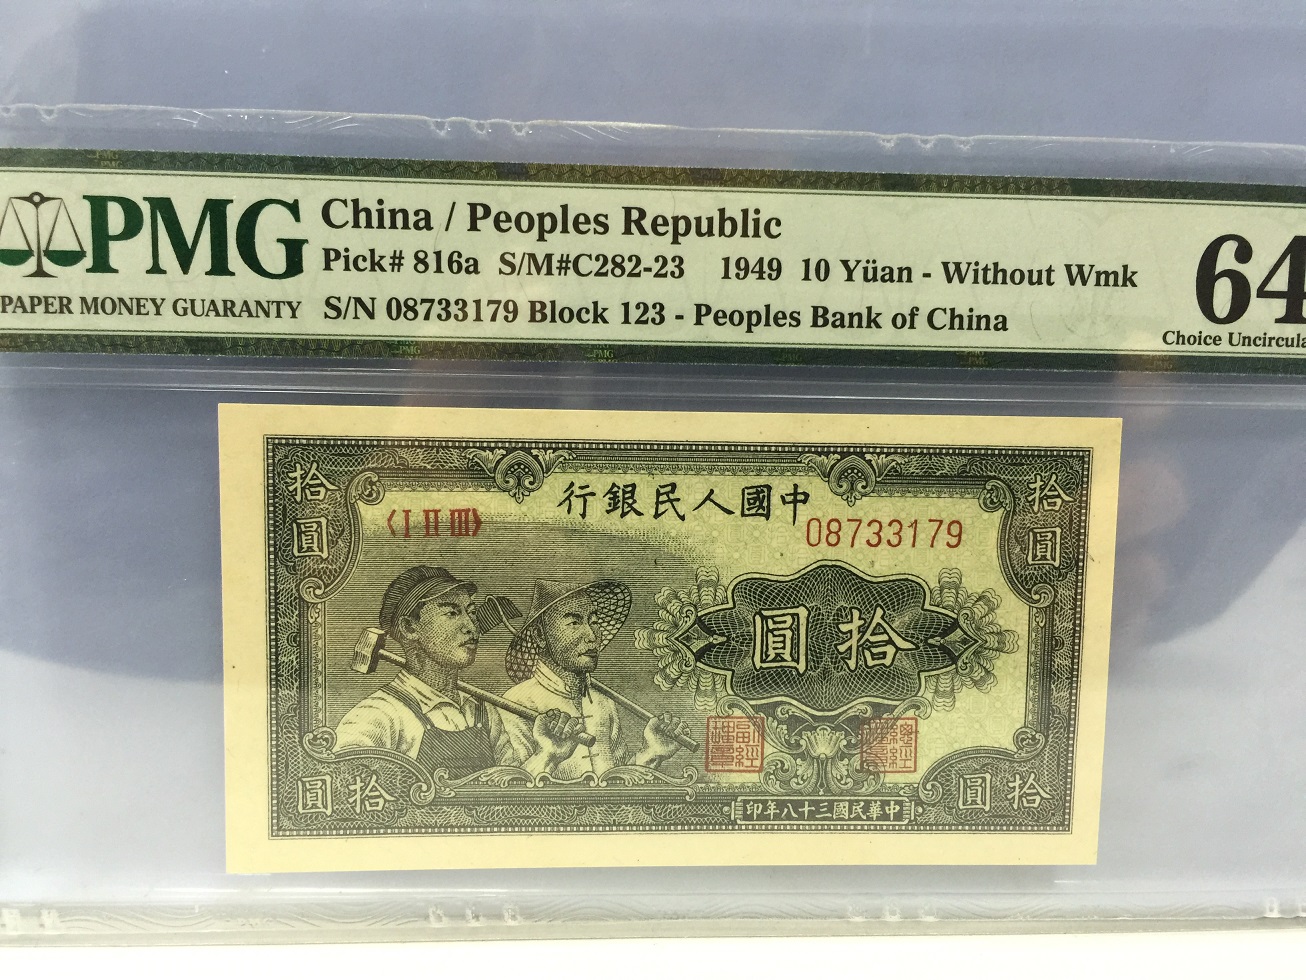 PMG
PAPER MONEY GUARANTY
China / Peoples Republic
Pick# 816a S/M#C282-23 1949 10 Yüan - Without Wmk
S/N 08733179 Block 123 - Peoples Bank of China
64
Choice Uncircula
行銀民人國中
〈I II III〉
08733179
拾圓
拾圓
圓拾
圓拾
圓拾
印年八十三國民華中